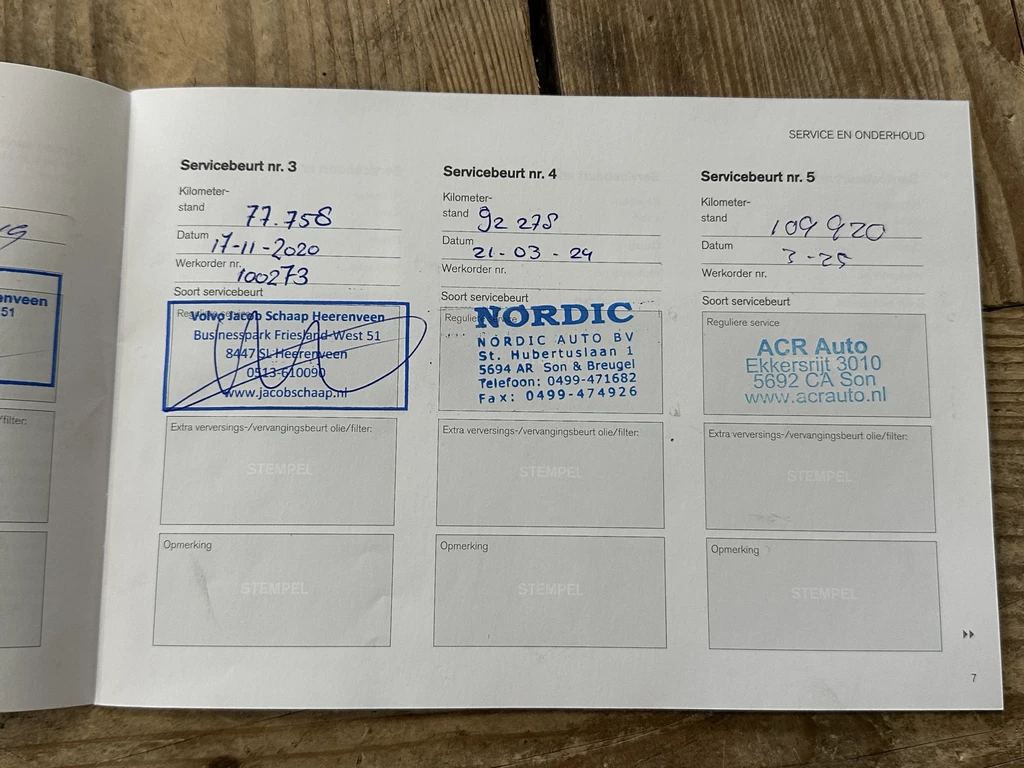 19
enveen
51
filter:
SERVICE EN ONDERHOUD
Servicebeurt nr. 3
Kilometer-
stand 77.758
Datum 17-11-2020
Werkorder nr. 100273
Soort servicebeurt
Reguliere service
Volvo Jacob Schaap Heerenveen
Businesspark Friesland-West 51
8447 SL Heerenveen
0513-610090
www.jacobschaap.nl
Extra verversings-/vervangingsbeurt olie/filter:
STEMPEL
Opmerking
STEMPEL
Servicebeurt nr. 4
Kilometer-
stand 92 278
Datum 21-03-24
Werkorder nr.
Soort servicebeurt
Reguliere service
NORDIC
NORDIC AUTO BV
St. Hubertuslaan 1
5694 AR Son & Breugel
Telefoon: 0499-471682
Fax: 0499-474926
Extra verversings-/vervangingsbeurt olie/filter:
STEMPEL
Opmerking
STEMPEL
Servicebeurt nr. 5
Kilometer-
stand 109 920
Datum 3-25
Werkorder nr.
Soort servicebeurt
Reguliere service
ACR Auto
Ekkersrijt 3010
5692 CA Son
www.acrauto.nl
Extra verversings-/vervangingsbeurt olie/filter:
STEMPEL
Opmerking
STEMPEL
7